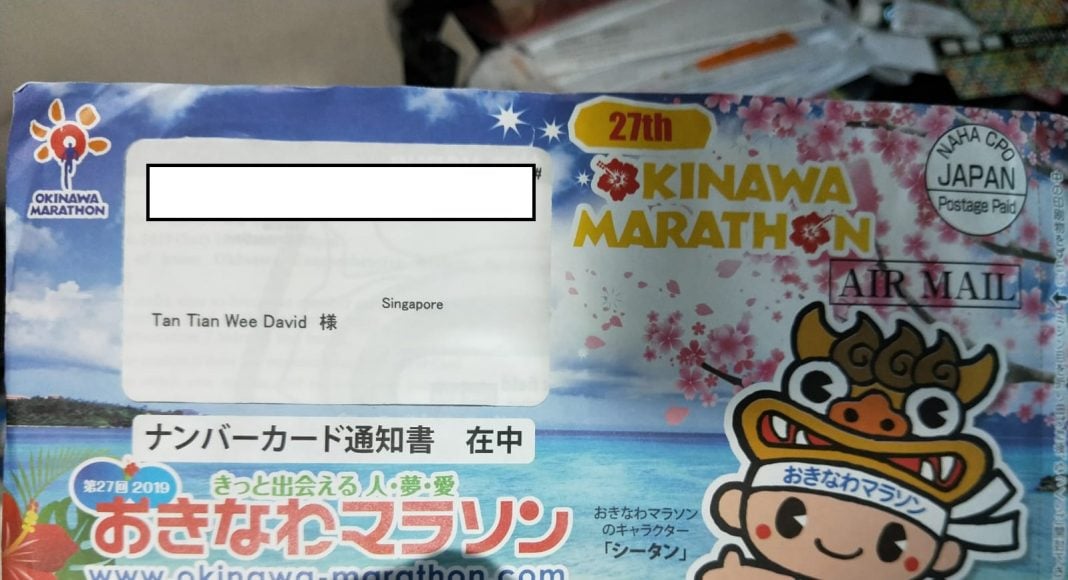 OKINAWA
MARATHON
27th
OKINAWA
MARATHON
NAHA CPO
JAPAN
Postage Paid
AIR MAIL
Singapore
Tan Tian Wee David 様
ナンバーカード通知書 在中
第27回 2019
きっと出会える 人・夢・愛
おきなわマラソン
www.okinawa-marathon.com
おきなわマラソン
のキャラクター
「シータン」
おきなわマラソン